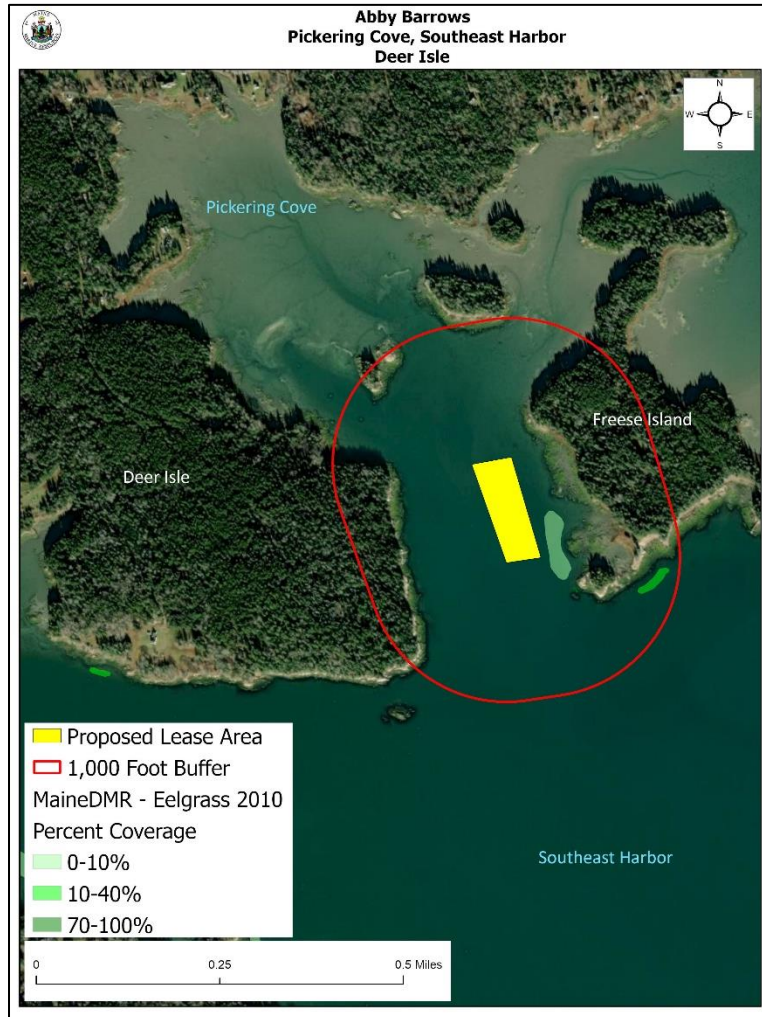 Abby Barrows
Pickering Cove, Southeast Harbor
Deer Isle
N
W E
S
Pickering Cove
Freese Island
Deer Isle
Proposed Lease Area
1,000 Foot Buffer
MaineDMR - Eelgrass 2010
Percent Coverage
0-10%
10-40%
70-100%
Southeast Harbor
0 0.25 0.5 Miles